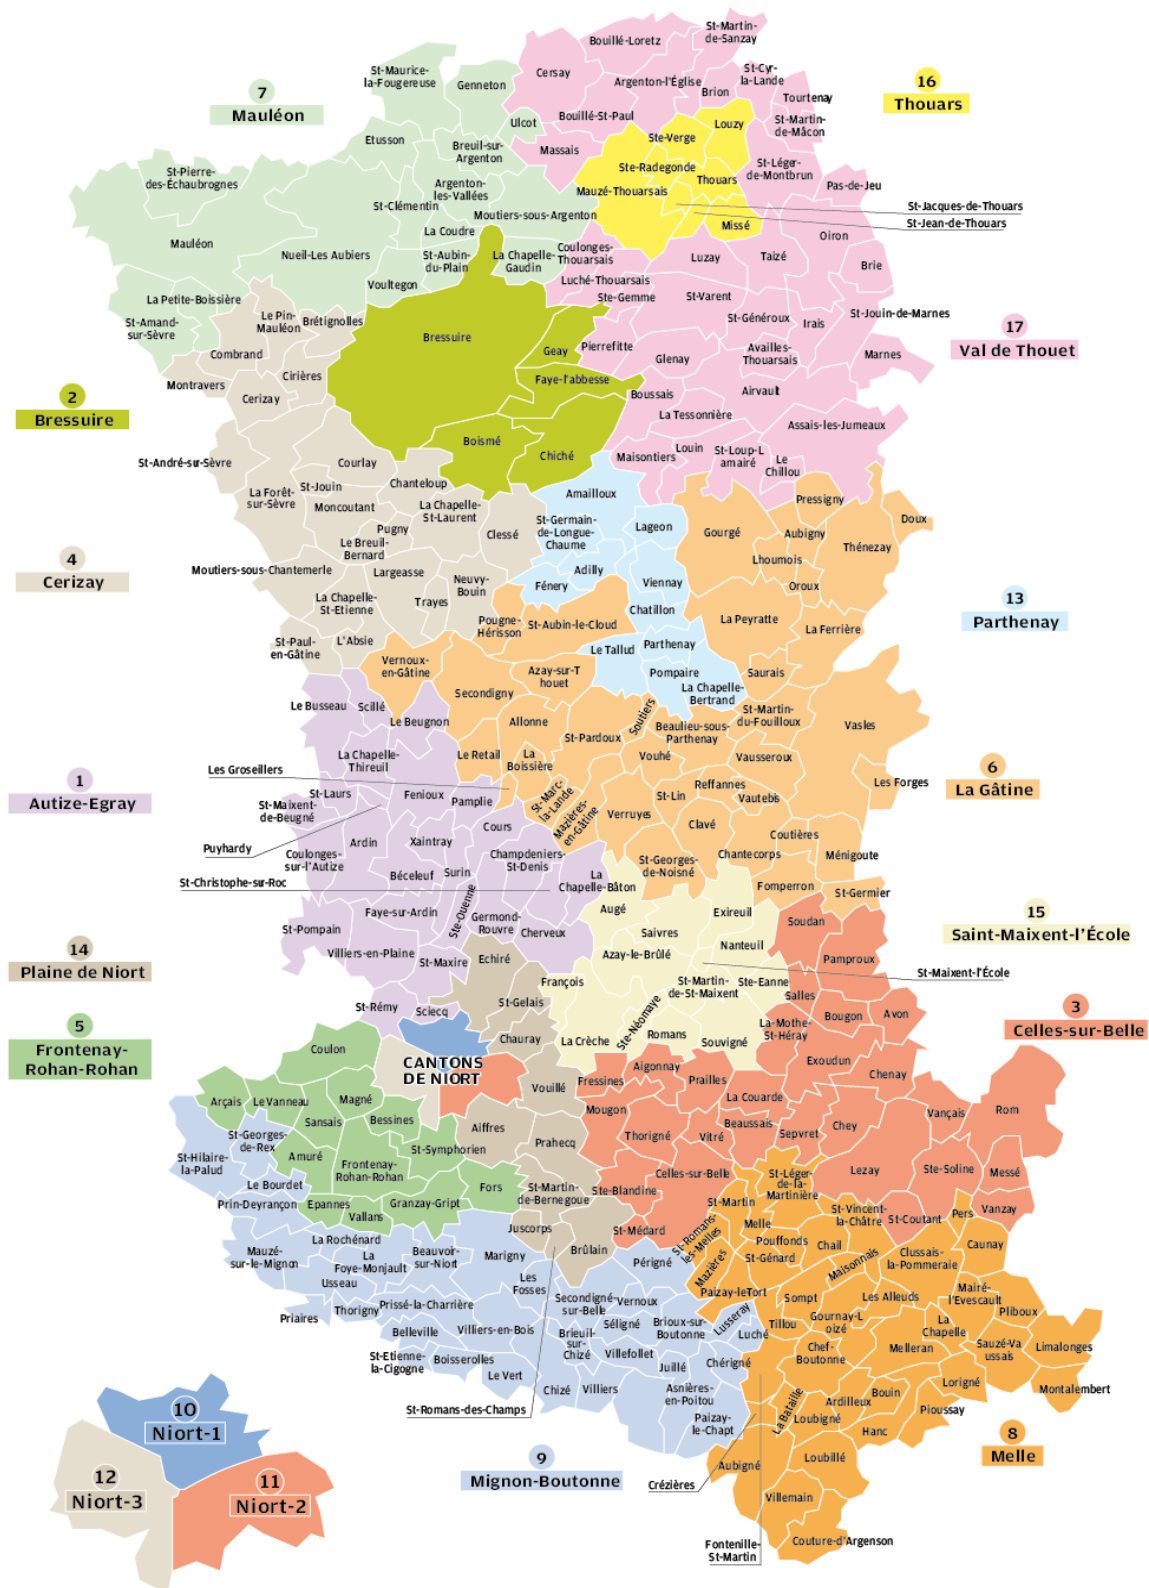 St-Martin-
de-Sanzay
Bouillé-Loretz
St-Maurice-
la-Fougereuse
Cersay
Genneton
Argenton-l'Église
St-Cyr-
la-Lande
16
Thouars
7
Mauléon
Brion
Tourtenay
Bouillé-St-Paul
Ulcot
Louzy
St-Martin-
de-Mâcon
Etusson
Ste-Verge
Breuil-sur-
Argenton
Massais
St-Pierre-
des-Échaubrognes
Ste-Radegonde
Thouars
St-Léger-
de-Montbrun
Argenton-
les-Vallées
Mauzé-Thouarsais
Pas-de-Jeu
St-Clémentin
St-Jacques-de-Thouars
Moutiers-sous-Argenton
St-Jean-de-Thouars
La Coudre
Missé
Oiron
Mauléon
Nueil-Les Aubiers
St-Aubin-
du-Plain
La Chapelle-
Gaudin
Coulonges-
Thouarsais
Luzay
Taizé
Brie
Voultegon
Luché-Thouarsais
Ste-Gemme
St-Varent
La Petite-Boissière
St-Amand-
sur-Sèvre
Le Pin-
Mauléon
Brétignolles
St-Généroux
Irais
St-Jouin-de-Marnes
17
Val de Thouet
Bressuire
Combrand
Geay
Pierrefitte
Glenay
Availles-
Thouarsais
Marnes
Montravers
Cirières
Cerizay
Faye-l'abbesse
Boussais
Airvault
2
Bressuire
La Tessonnière
Assais-les-Jumeaux
Boismé
Chiché
Louin
St-Loup-L
amairé
Le
Chillou
Maisontiers
St-André-sur-Sèvre
Courlay
Chanteloup
La Forêt-
sur-Sèvre
St-Jouin
Moncoutant
Amailloux
Pressigny
La Chapelle-
St-Laurent
Pugny
St-Germain-
de-Longue-
Chaume
Lageon
Gourgé
Aubigny
Doux
Clessé
Le Breuil-
Bernard
Thénezay
Lhoumois
4
Cerizay
Moutiers-sous-Chantemerle
Largeasse
Neuvy-
Bouin
Adilly
Fénery
Viennay
Oroux
La Chapelle-
St-Etienne
Trayes
Chatillon
13
Parthenay
Pougne-
Hérisson
St-Aubin-le-Cloud
La Peyratte
La Ferrière
St-Paul-
en-Gâtine
L'Absie
Le Tallud
Parthenay
Vernoux-
en-Gâtine
Azay-sur-T
houet
Pompaire
Saurais
La Chapelle-
Bertrand
Secondigny
Le Busseau
Scillé
Le Beugnon
Allonne
Soutiers
St-Martin-
du-Fouilloux
Beaulieu-sous-
Parthenay
Vasles
St-Pardoux
La Chapelle-
Thireuil
Le Retail
La
Boissière
Vouhé
Vausseroux
Les Groseillers
Les Forges
6
La Gâtine
1
Autize-Egray
St-Laurs
Fenioux
Pamplie
St-Marc-
la-Lande
St-Lin
Reffannes
Vautebis
St-Maixent-
de-Beugné
Mazières-
en-Gâtine
Verruyes
Clavé
Cours
Coutières
Ardin
Xaintray
Puyhardy
Coulonges-
sur-l'Autize
Champdeniers-
St-Denis
Chantecorps
Ménigoute
St-Georges-
de-Noisné
Béceleuf
Surin
St-Christophe-sur-Roc
La
Chapelle-Bâton
Fomperron
St-Germier
Ste-Ouenne
Faye-sur-Ardin
Germond-
Rouvre
Augé
Exireuil
Soudan
15
Saint-Maixent-l'École
St-Pompain
Cherveux
Saivres
Nanteuil
14
Plaine de Niort
Villiers-en-Plaine
St-Maxire
Echiré
Azay-le-Brûlé
Pamproux
St-Maixent-l'École
François
St-Martin-
de-St-Maixent
Ste-Eanne
Salles
St-Rémy
Sciecq
St-Gelais
Ste-Néomaye
Bougon
Avon
3
Celles-sur-Belle
5
Frontenay-
Rohan-Rohan
Chauray
La Crèche
Romans
Souvigné
La-Mothe-
St-Héray
Coulon
CANTONS
DE NIORT
Exoudun
Aigonnay
Chenay
Vouillé
Fressines
Prailles
Arçais
Le Vanneau
Magné
La Couarde
Mougon
Vançais
Rom
Sansais
Bessines
Aiffres
Beaussais
Chey
St-Georges-
de-Rex
Prahecq
Thorigné
Vitré
Sepvret
St-Hilaire-
la-Palud
Amuré
St-Symphorien
Frontenay-
Rohan-Rohan
Celles-sur-Belle
St-Léger-
de-la-
Martinière
Lezay
Ste-Soline
Messé
Le Bourdet
Fors
St-Martin-
de-Bernegoue
Ste-Blandine
Prin-Deyrançon
Epannes
Granzay-Gript
Vallans
St-Martin
St-Vincent-
la-Châtre
St-Coutant
Pers
Vanzay
Juscorps
St-Médard
Melle
La Rochénard
St-Romans-
les-Melles
Pouffonds
Chail
Caunay
Mauzé-
sur-le-Mignon
La
Foye-Monjault
Beauvoir-
sur-Niort
Marigny
Brûlain
Périgné
Mazières
St-Génard
Maisonnais
Clussais-
la-Pommeraie
Usseau
Les
Fosses
Paizay-leTort
Sompt
Les Alleuds
Mairé-
l'Evescault
Pliboux
Priaires
Thorigny
Prissé-la-Charrière
Secondigné-
sur-Belle
Vernoux
Lusseray
Gournay-L
oizé
La
Chapelle
Belleville
Villiers-en-Bois
Séligné
Brioux-sur-
Boutonne
Luché
Tillou
Brieuil-
sur-
Chizé
Villefollet
Chef-
Boutonne
Melleran
Sauzé-Va
ussais
Limalonges
St-Etienne-
la-Cigogne
Boisserolles
Juillé
Chérigné
Le Vert
Lorigné
Montalembert
Chizé
Villiers
Asnières-
en-Poitou
La Bataille
Ardilleux
Bouin
Pioussay
St-Romans-des-Champs
Paizay-
le-Chapt
Loubigné
Hanc
10
Niort-1
8
Melle
9
Mignon-Boutonne
Aubigné
Loubillé
12
Niort-3
11
Niort-2
Crézières
Villemain
Fontenille-
St-Martin
Couture-d'Argenson